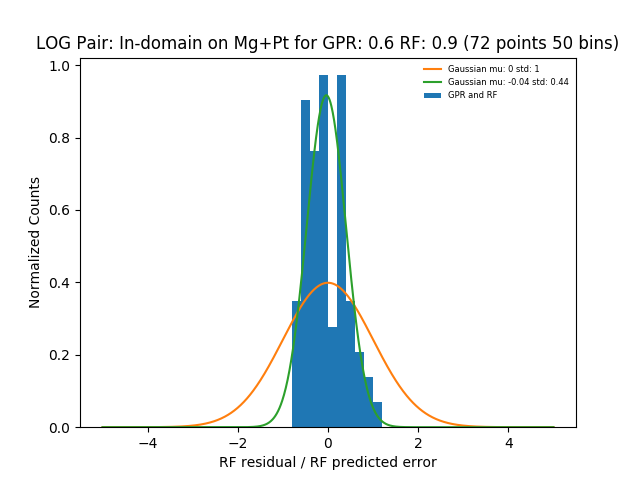 LOG Pair: In-domain on Mg+Pt for GPR: 0.6 RF: 0.9 (72 points 50 bins)
Gaussian mu: 0 std: 1
Gaussian mu: -0.04 std: 0.44
GPR and RF
Normalized Counts
1.0
0.8
0.6
0.4
0.2
0.0
−4 −2 0 2 4
RF residual / RF predicted error